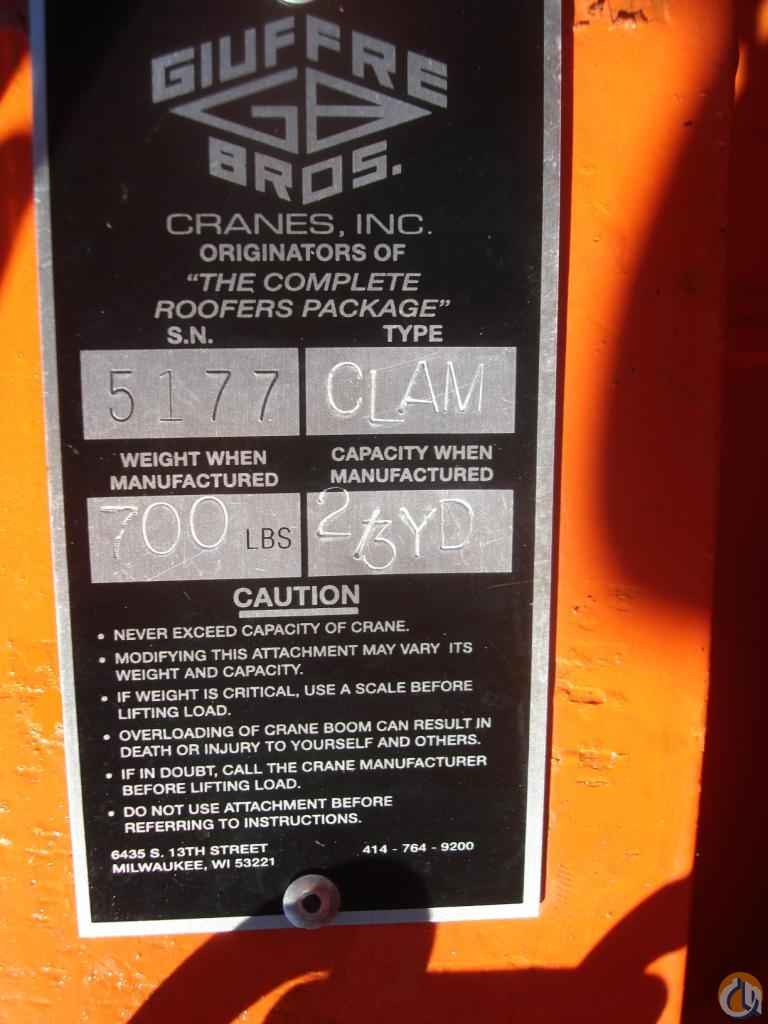 GIUFFRE
GB
BROS.
CRANES, INC.
ORIGINATORS OF
"THE COMPLETE
ROOFERS PACKAGE"
S.N. TYPE
5177 CLAM
WEIGHT WHEN MANUFACTURED
CAPACITY WHEN MANUFACTURED
700 LBS 2/3 YD
CAUTION
• NEVER EXCEED CAPACITY OF CRANE.
• MODIFYING THIS ATTACHMENT MAY VARY ITS
WEIGHT AND CAPACITY.
• IF WEIGHT IS CRITICAL, USE A SCALE BEFORE
LIFTING LOAD.
• OVERLOADING OF CRANE BOOM CAN RESULT IN
DEATH OR INJURY TO YOURSELF AND OTHERS.
• IF IN DOUBT, CALL THE CRANE MANUFACTURER
BEFORE LIFTING LOAD.
• DO NOT USE ATTACHMENT BEFORE
REFERRING TO INSTRUCTIONS.
6435 S. 13TH STREET 414 - 764 - 9200
MILWAUKEE, WI 53221